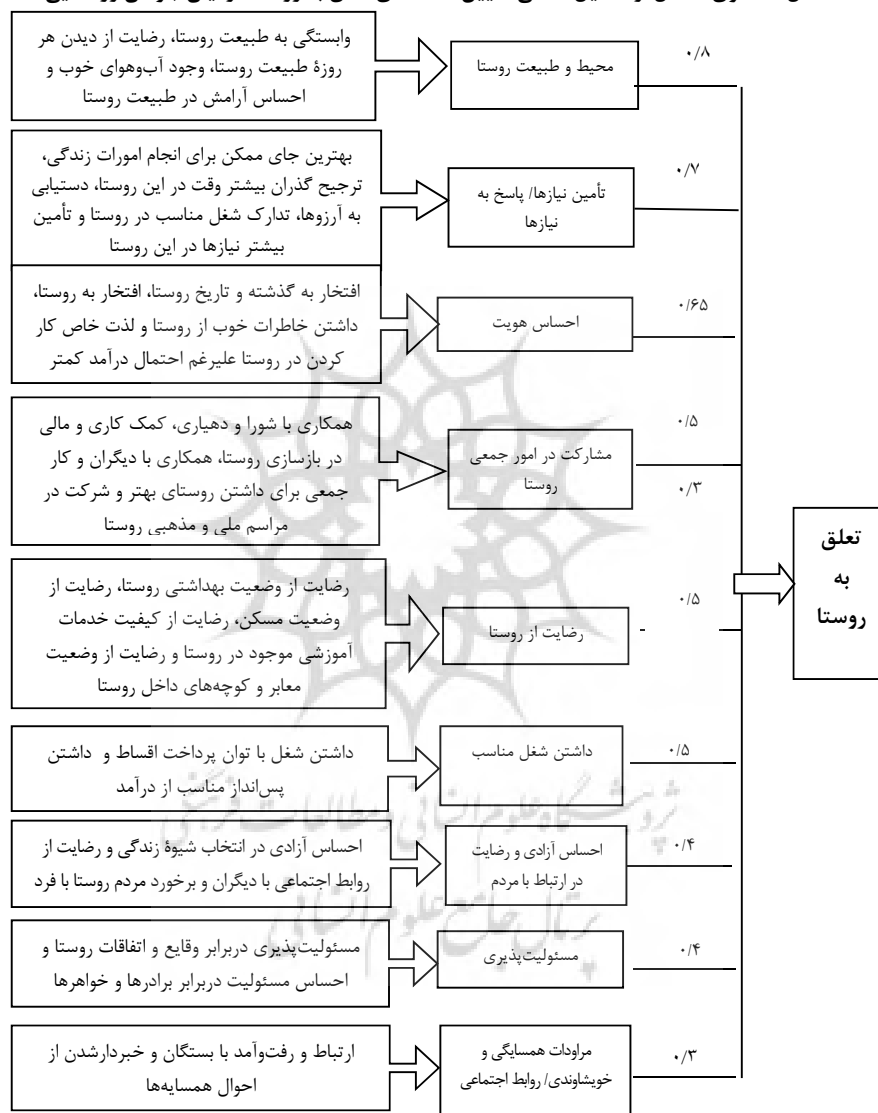 وابستگی به طبیعت روستا، رضایت از دیدن هر
روزهٔ طبیعت روستا، وجود آب‌وهوای خوب و
احساس آرامش در طبیعت روستا
محیط و طبیعت روستا
۰/۸
بهترین جای ممکن برای انجام امورات زندگی،
ترجیح گذران بیشتر وقت در این روستا، دستیابی
به آرزوها، تدارک شغل مناسب در روستا و تأمین
بیشتر نیازها در این روستا
تأمین نیازها/ پاسخ به
نیازها
۰/۷
افتخار به گذشته و تاریخ روستا، افتخار به روستا،
داشتن خاطرات خوب از روستا و لذت خاص کار
کردن در روستا علیرغم احتمال درآمد کمتر
احساس هویت
۰/۶۵
همکاری با شورا و دهیاری، کمک کاری و مالی
در بازسازی روستا، همکاری با دیگران و کار
جمعی برای داشتن روستای بهتر و شرکت در
مراسم ملی و مذهبی روستا
مشارکت در امور جمعی
روستا
۰/۵
۰/۳
رضایت از وضعیت بهداشتی روستا، رضایت از
وضعیت مسکن، رضایت از کیفیت خدمات
آموزشی موجود در روستا و رضایت از وضعیت
معابر و کوچه‌های داخل روستا
رضایت از روستا
۰/۵
داشتن شغل با توان پرداخت اقساط و داشتن
پس‌انداز مناسب از درآمد
داشتن شغل مناسب
۰/۵
احساس آزادی در انتخاب شیوهٔ زندگی و رضایت از
روابط اجتماعی با دیگران و برخورد مردم روستا با فرد
احساس آزادی و رضایت
در ارتباط با مردم
۰/۴
مسئولیت‌پذیری دربرابر وقایع و اتفاقات روستا و
احساس مسئولیت دربرابر برادرها و خواهرها
مسئولیت‌پذیری
۰/۴
ارتباط و رفت‌وآمد با بستگان و خبردارشدن از
احوال همسایه‌ها
مراودات همسایگی و
خویشاوندی/ روابط اجتماعی
۰/۳
تعلق
به
روستا
پژوهشگاه علوم انسانی و مطالعات فرهنگی
پرتال جامع علوم انسانی